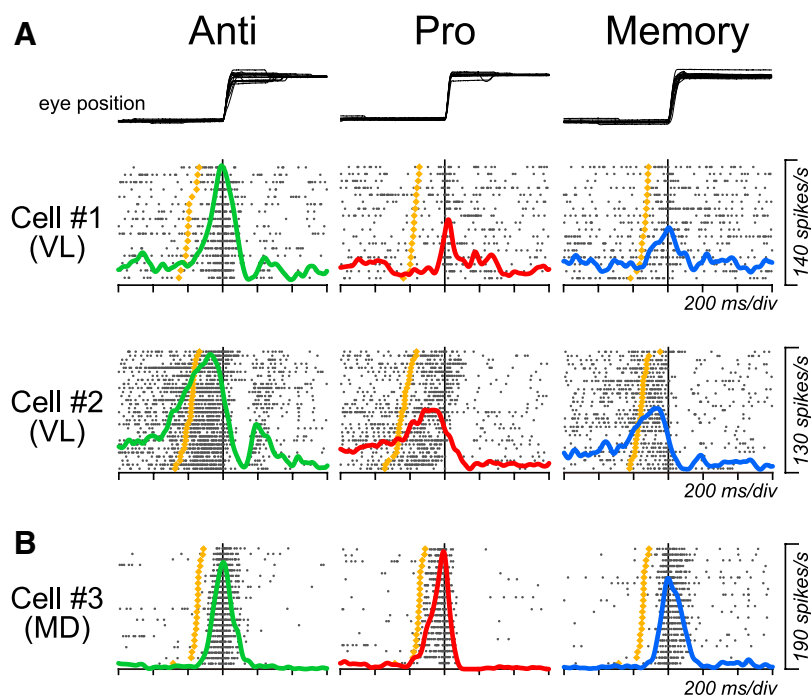 A
Anti Pro Memory
eye position
Cell #1
(VL)
140 spikes/s
200 ms/div
Cell #2
(VL)
130 spikes/s
200 ms/div
B
Cell #3
(MD)
190 spikes/s
200 ms/div